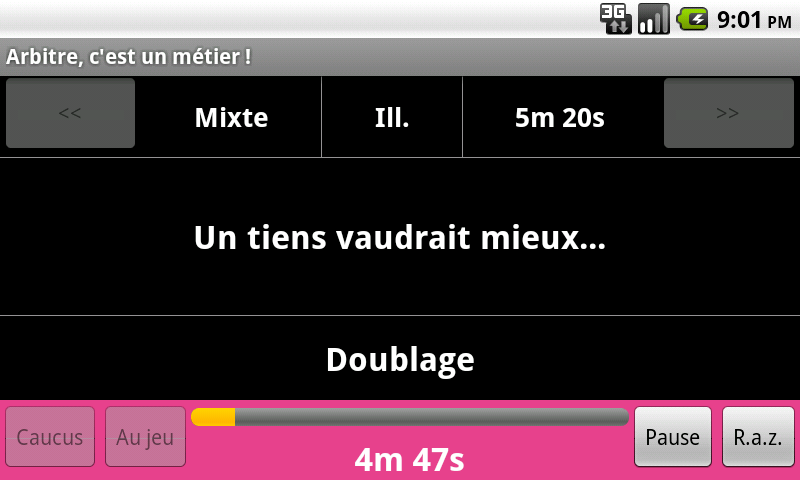 3G 9:01 PM
Arbitre, c'est un métier !
<< Mixte Ill. 5m 20s >>
Un tiens vaudrait mieux...
Doublage
Caucus Au jeu Pause R.a.z.
4m 47s